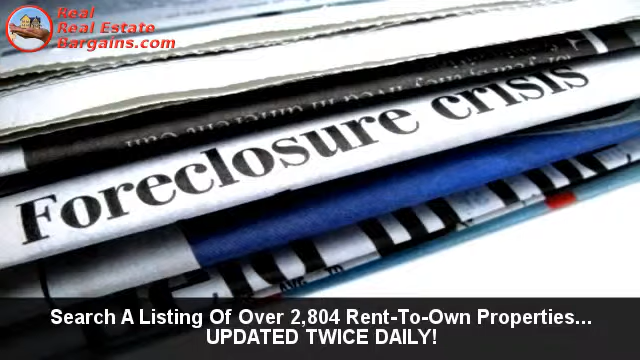 Real
Real Estate
Bargains.com
Foreclosure crisis
Search A Listing Of Over 2,804 Rent-To-Own Properties...
UPDATED TWICE DAILY!